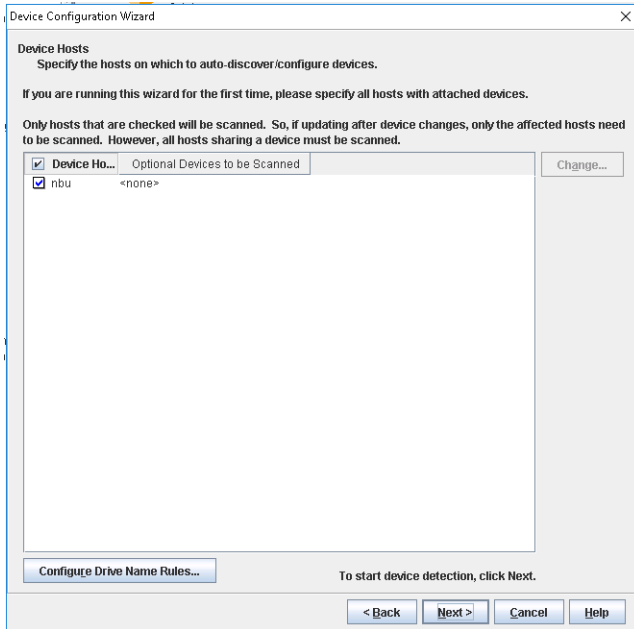 Device Configuration Wizard
Device Hosts
Specify the hosts on which to auto-discover/configure devices.
If you are running this wizard for the first time, please specify all hosts with attached devices.
Only hosts that are checked will be scanned. So, if updating after device changes, only the affected hosts need
to be scanned. However, all hosts sharing a device must be scanned.
Device Ho... Optional Devices to be Scanned
Change...
nbu <none>
Configure Drive Name Rules...
To start device detection, click Next.
< Back Next > Cancel Help